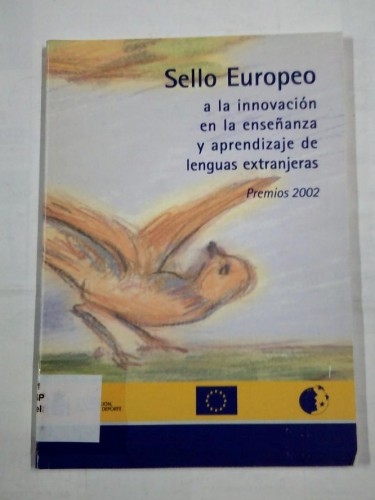 Sello Europeo
a la innovación
en la enseñanza
y aprendizaje de
lenguas extranjeras
Premios 2002